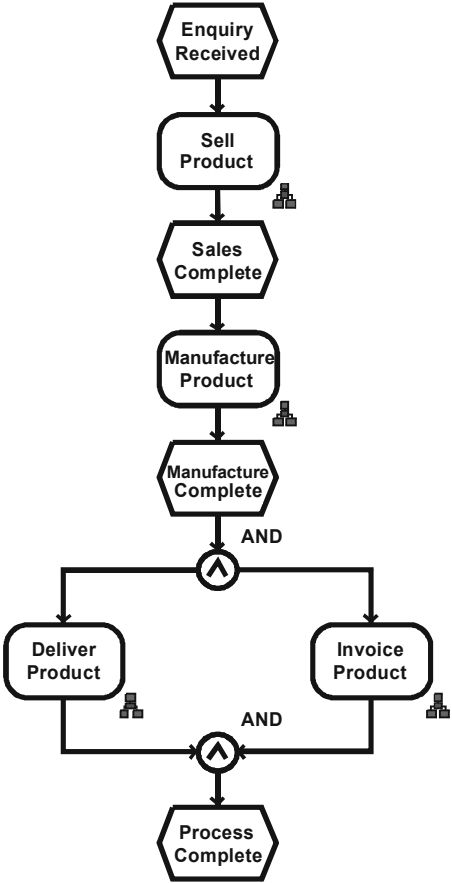 Enquiry
Received
Sell
Product
Sales
Complete
Manufacture
Product
Manufacture
Complete
AND
Deliver
Product
Invoice
Product
AND
Process
Complete